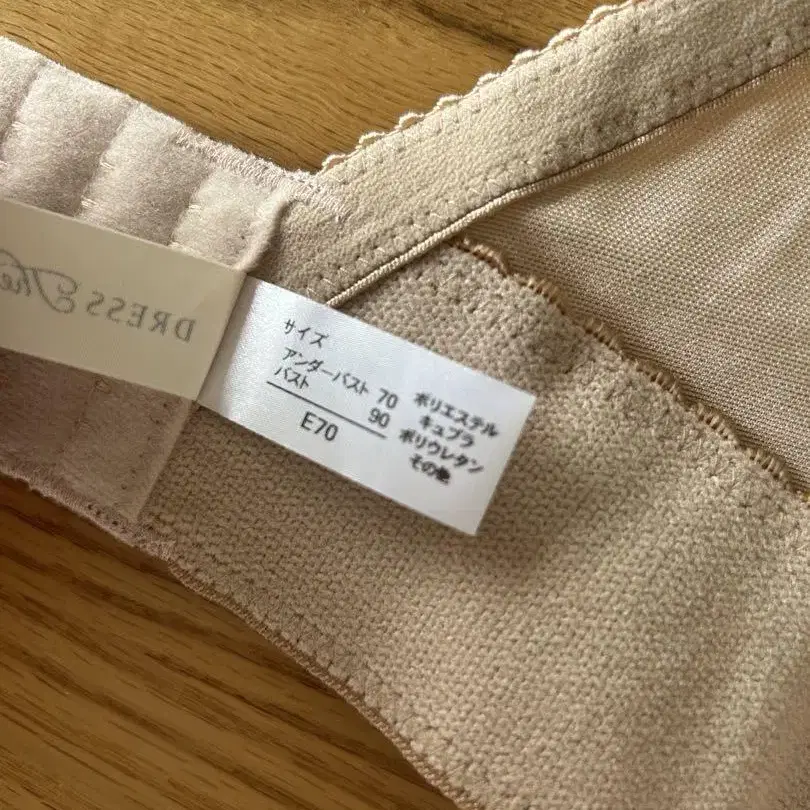 DRESS The
サイズ
アンダーバスト 70
バスト 90
E70
ポリエステル
キュプラ
ポリウレタン
その他